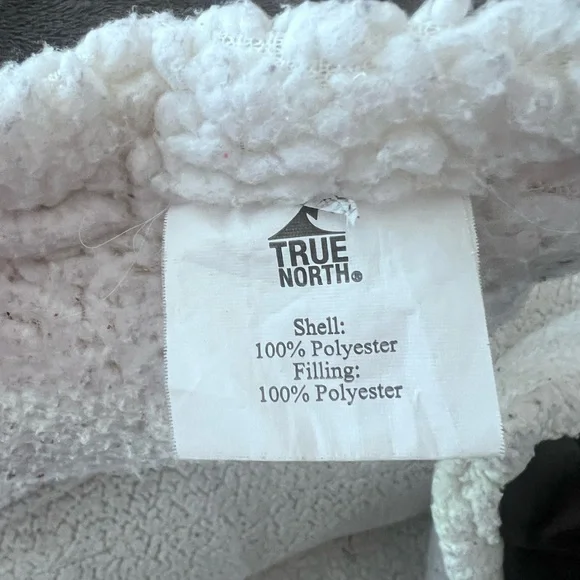 TRUE
NORTH®
Shell:
100% Polyester
Filling:
100% Polyester